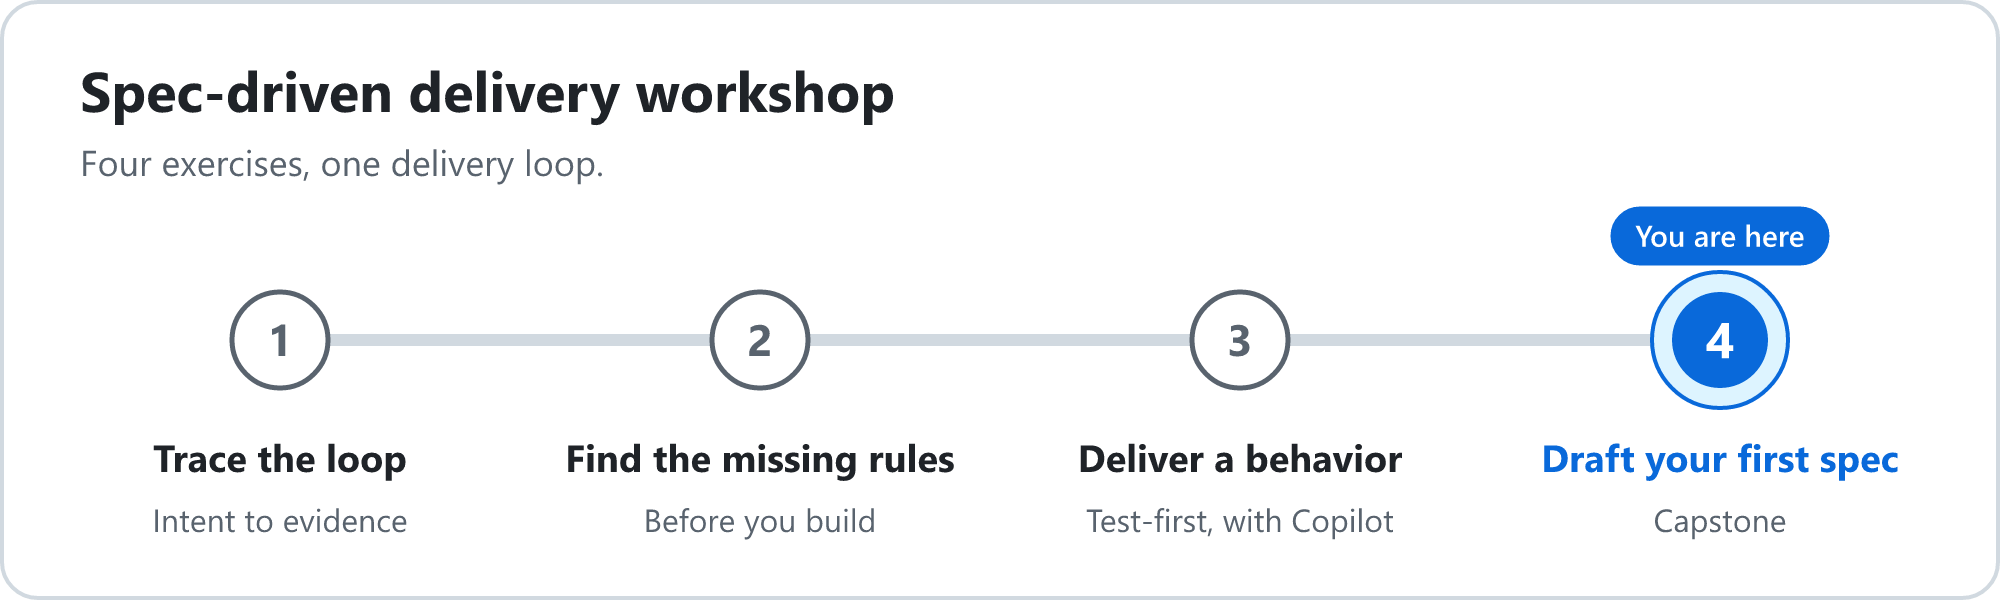 Spec-driven delivery workshop
Four exercises, one delivery loop.
You are here
1
2
3
4
Trace the loop
Find the missing rules
Deliver a behavior
Draft your first spec
Intent to evidence
Before you build
Test-first, with Copilot
Capstone